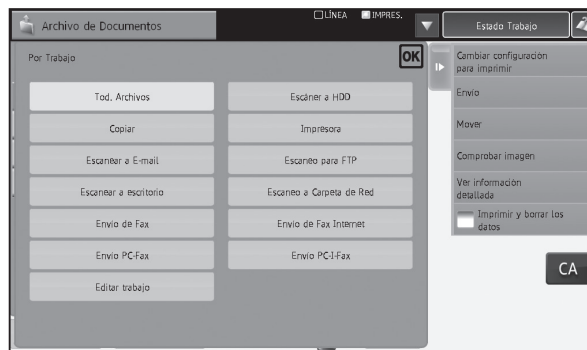 Archivo de Documentos
LÍNEA
IMPRES.
Estado Trabajo
Por Trabajo
OK
Tod. Archivos
Escáner a HDD
Copiar
Impresora
Escanear a E-mail
Escaneo para FTP
Escanear a escritorio
Escaneo a Carpeta de Red
Envío de Fax
Envío de Fax Internet
Envío PC-Fax
Envío PC-I-Fax
Editar trabajo
Cambiar configuración
para imprimir
Envío
Mover
Comprobar imagen
Ver información
detallada
Imprimir y borrar los
datos
CA